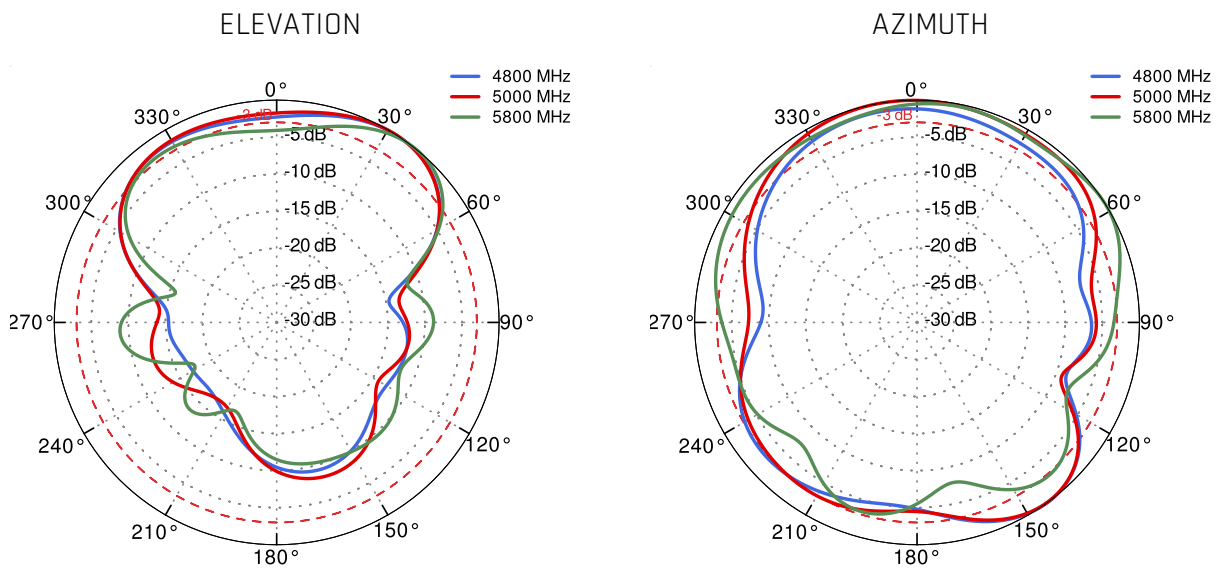 ELEVATION
4800 MHz
5000 MHz
5800 MHz
0°
30°
60°
90°
120°
150°
180°
210°
240°
270°
300°
330°
-3 dB
-5 dB
-10 dB
-15 dB
-20 dB
-25 dB
-30 dB
AZIMUTH
4800 MHz
5000 MHz
5800 MHz
0°
30°
60°
90°
120°
150°
180°
210°
240°
270°
300°
330°
-3 dB
-5 dB
-10 dB
-15 dB
-20 dB
-25 dB
-30 dB